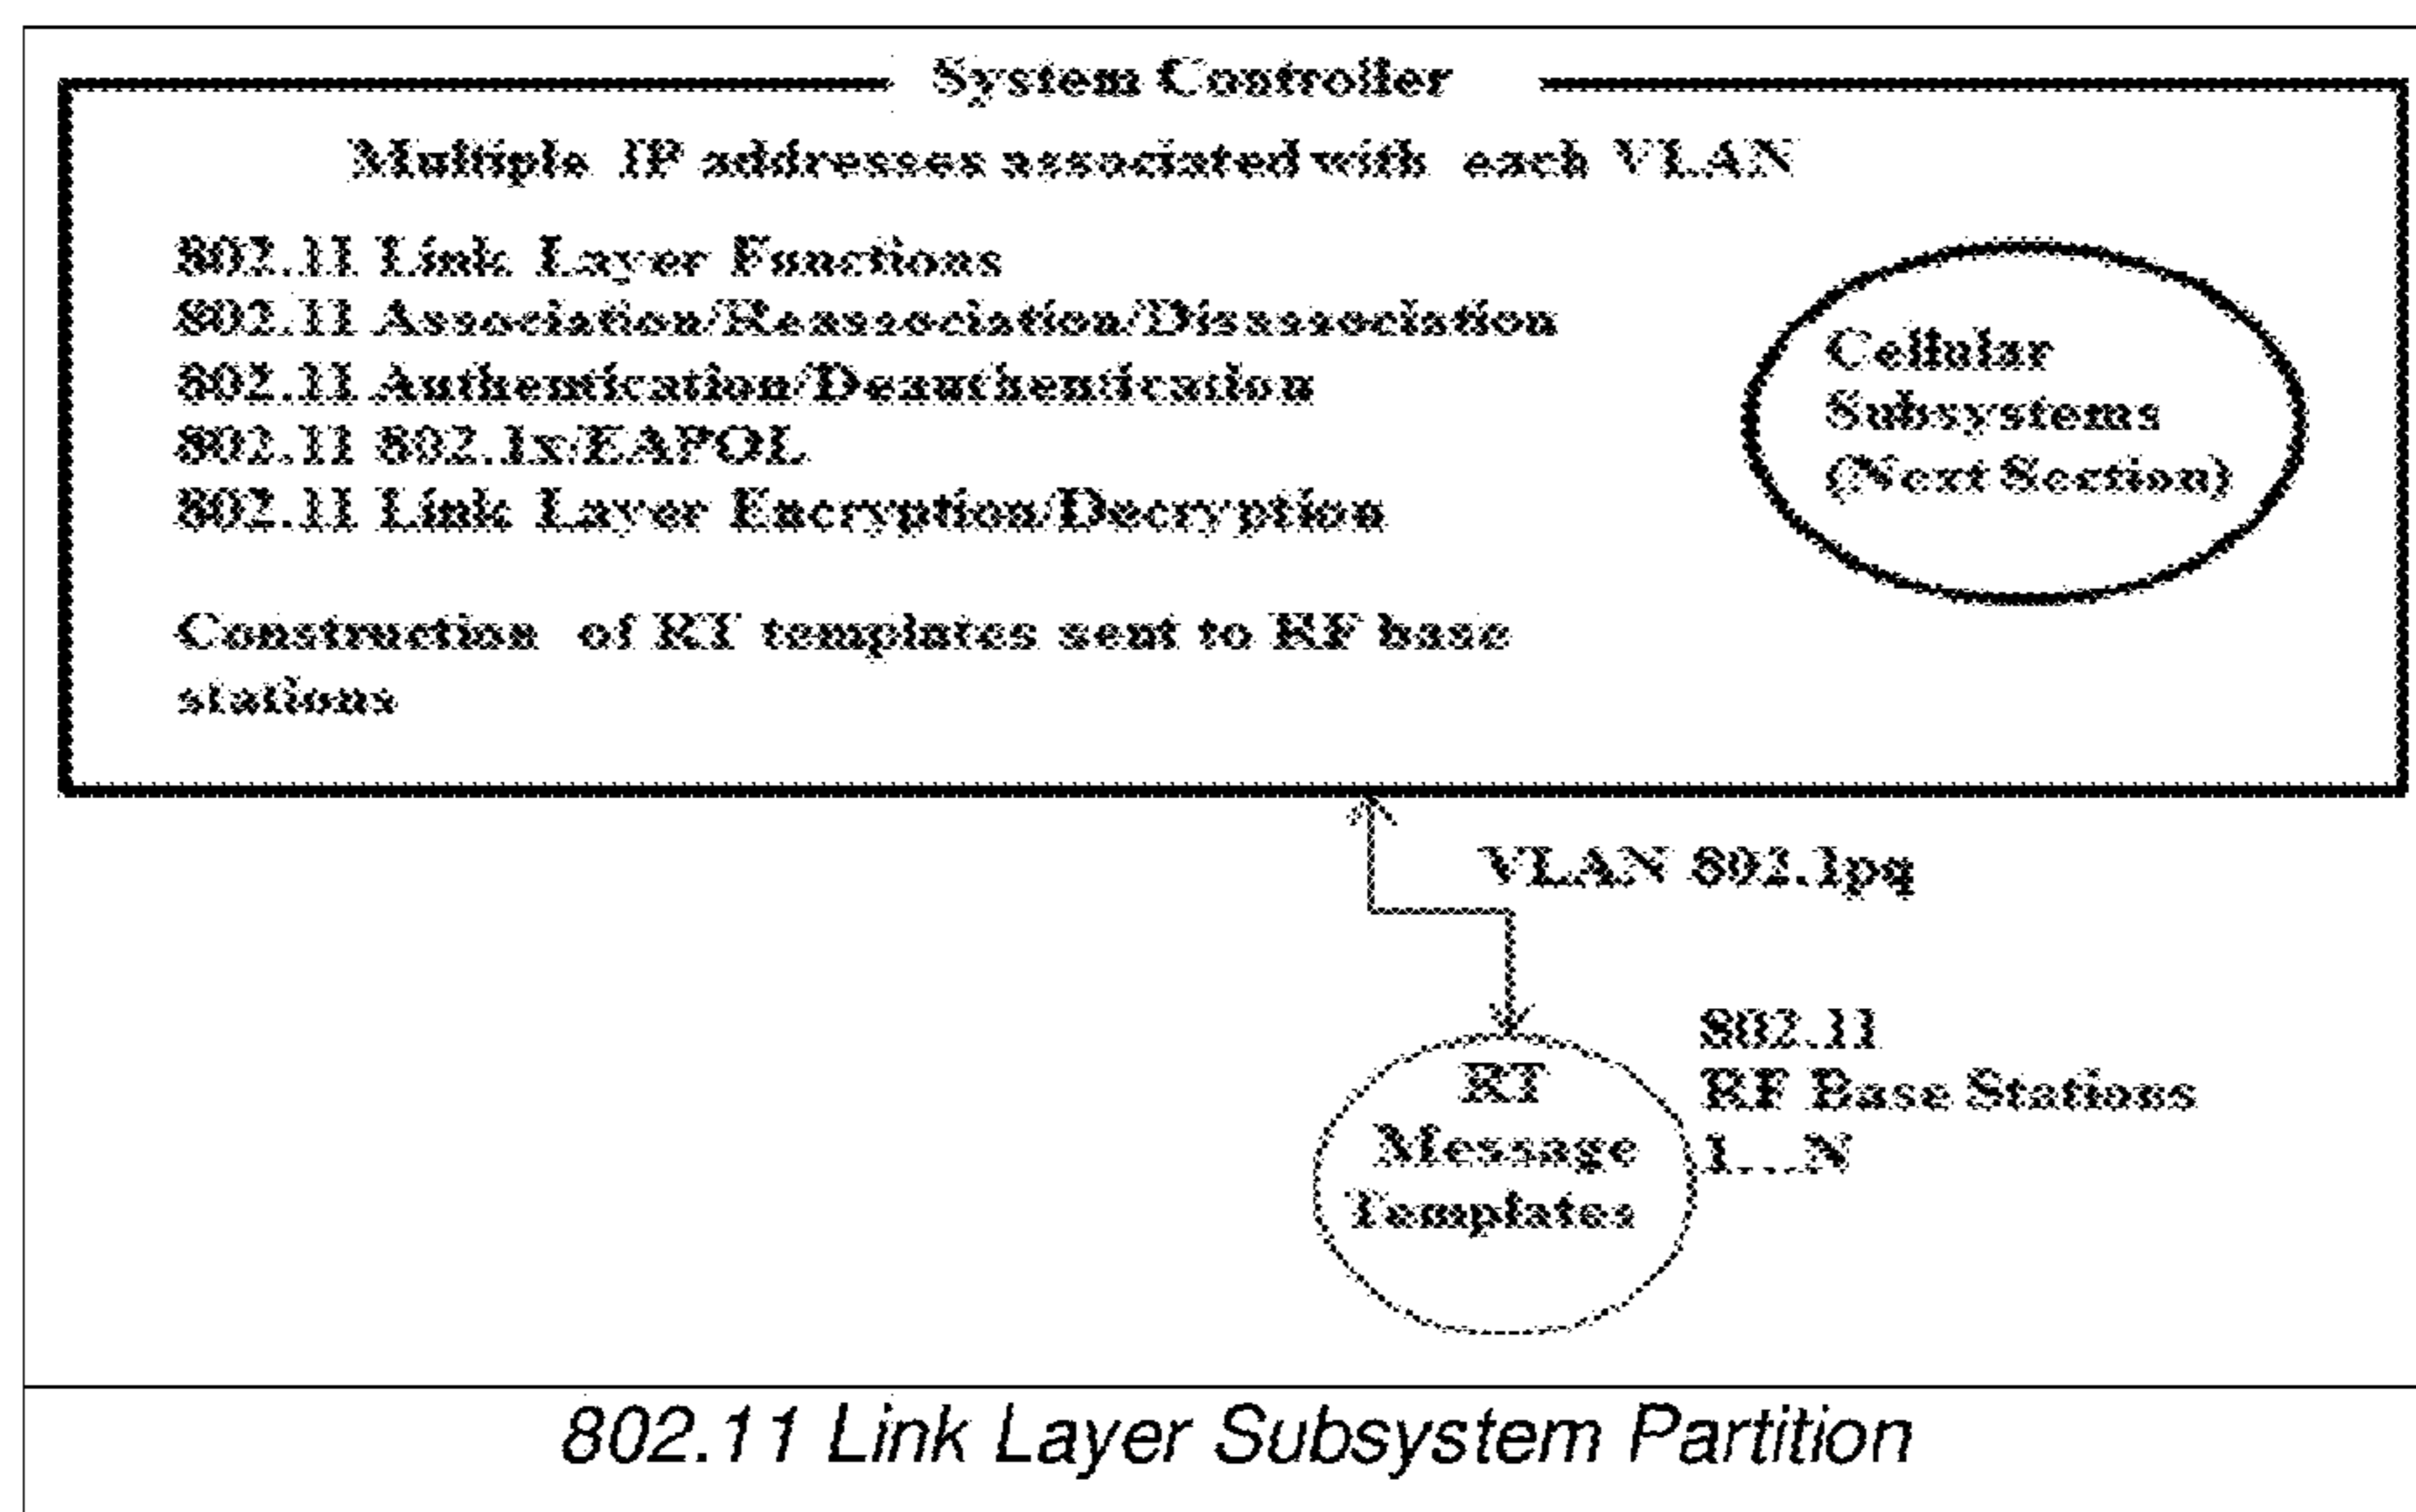 System Controller
Multiple IP addresses associated with each VLAN
802.11 Link Layer Functions
802.11 Association/Reasssociation/Disasssociation
802.11 Authentication/Deauthentication
802.11 802.1x/EAPOL
802.11 Link Layer Encryption/Decryption
Construction of RT templates sent to RF base
stations
Cellular
Subsystems
(Next Section)
VLAN 802.1pq
RT
Message
Templates
802.11
RF Base Stations
1...N
802.11 Link Layer Subsystem Partition